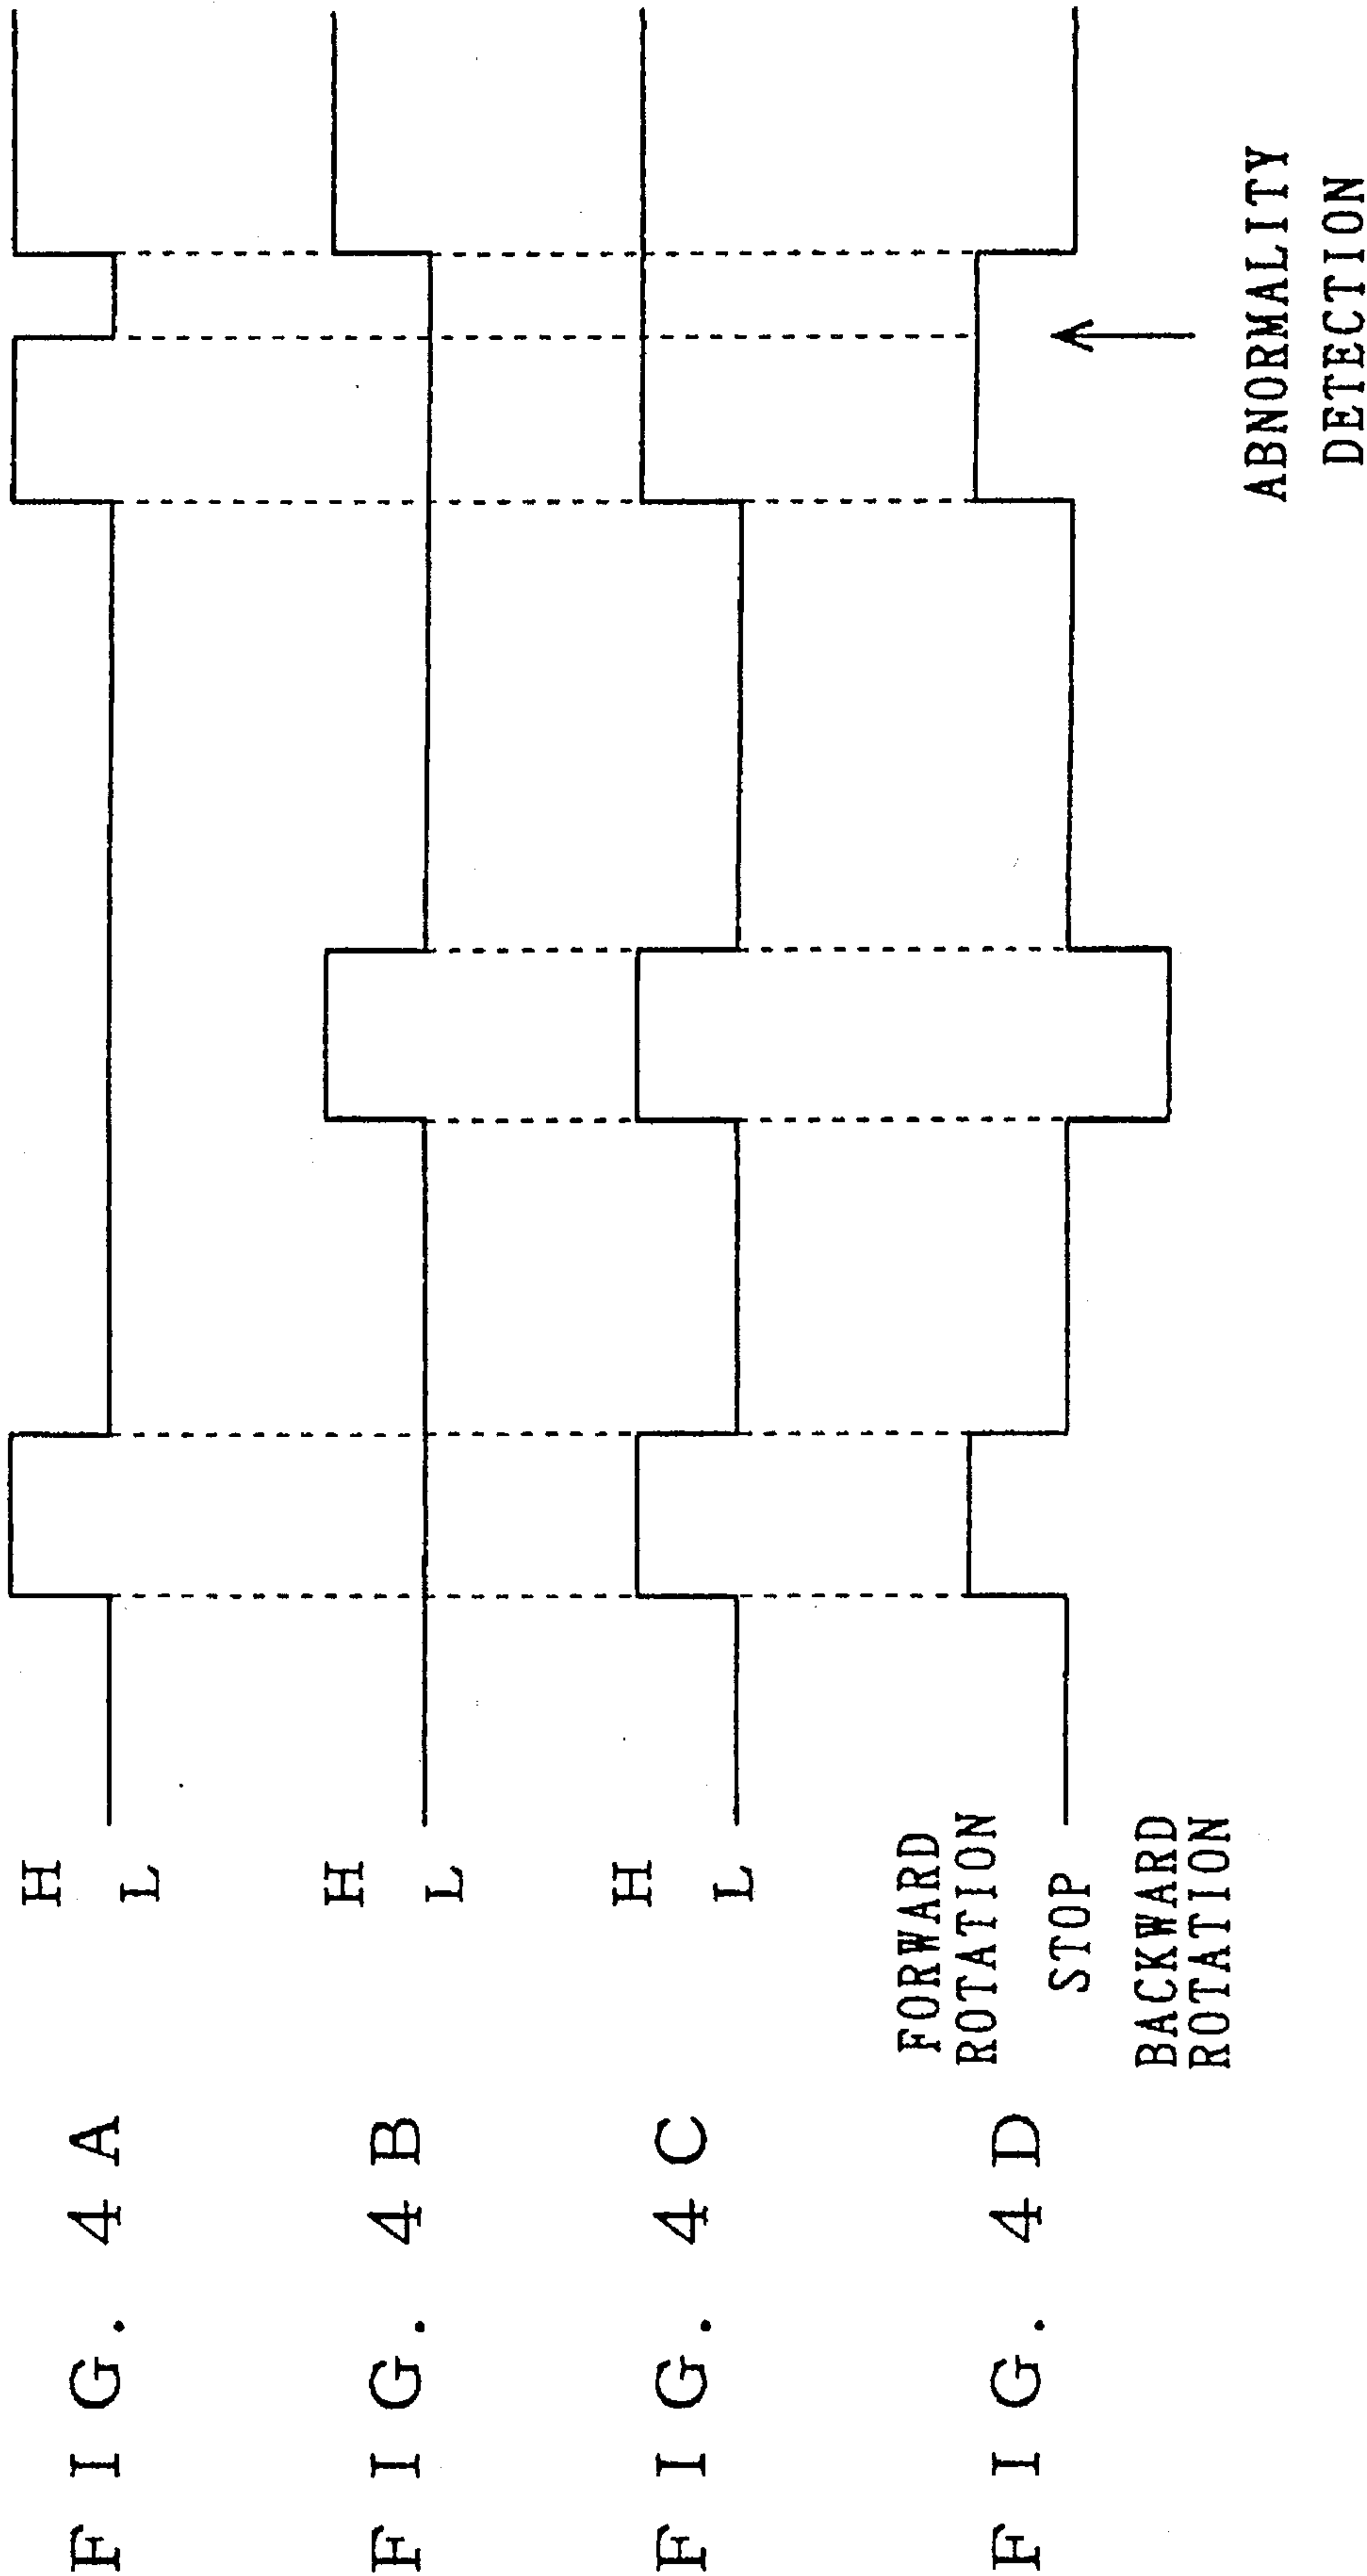 FIG. 4A
H
L
FIG. 4B
H
L
FIG. 4C
H
L
FIG. 4D
FORWARD
ROTATION
STOP
BACKWARD
ROTATION
ABNORMALITY
DETECTION